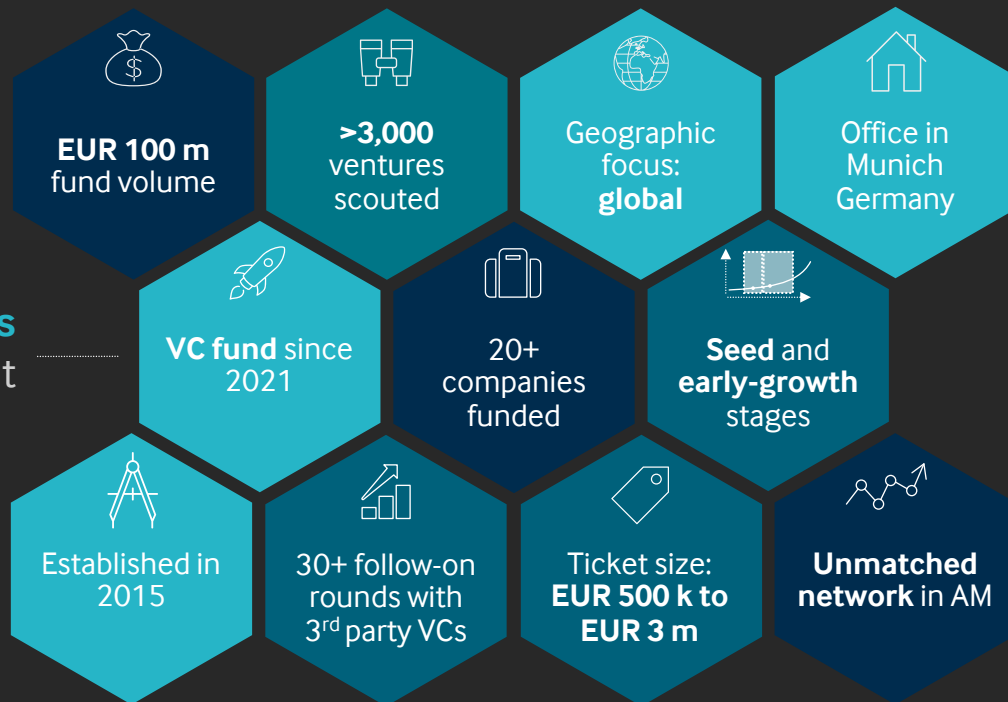 $
EUR 100 m
fund volume
>3,000
ventures
scouted
Geographic
focus:
global
Office in
Munich
Germany
s
t
VC fund since
2021
20+
companies
funded
Seed and
early-growth
stages
Established in
2015
30+ follow-on
rounds with
3rd party VCs
Ticket size:
EUR 500 k to
EUR 3 m
Unmatched
network in AM